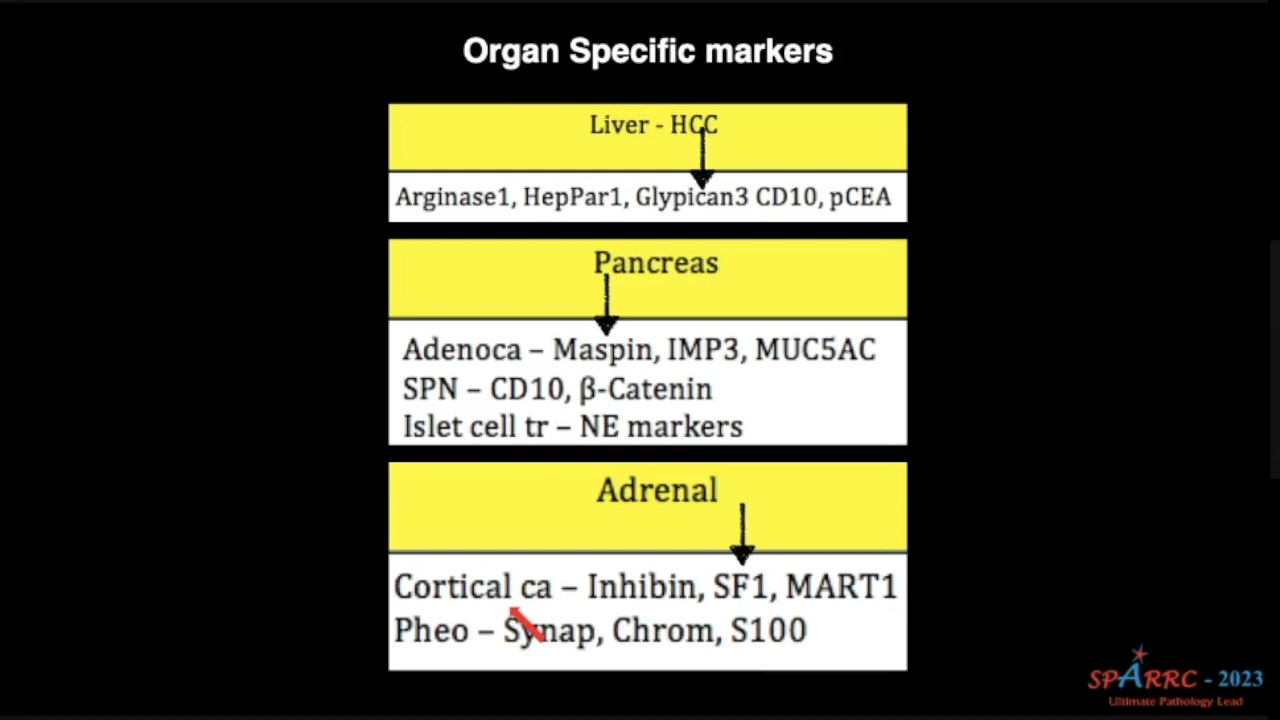 Organ Specific markers
Liver - HCC
Arginase1, HepPar1, Glypican3 CD10, pCEA
Pancreas
Adenoca – Maspin, IMP3, MUC5AC
SPN – CD10, β-Catenin
Islet cell tr – NE markers
Adrenal
Cortical ca – Inhibin, SF1, MART1
Pheo – Synap, Chrom, S100
SPARRC - 2023
Ultimate Pathology Lead